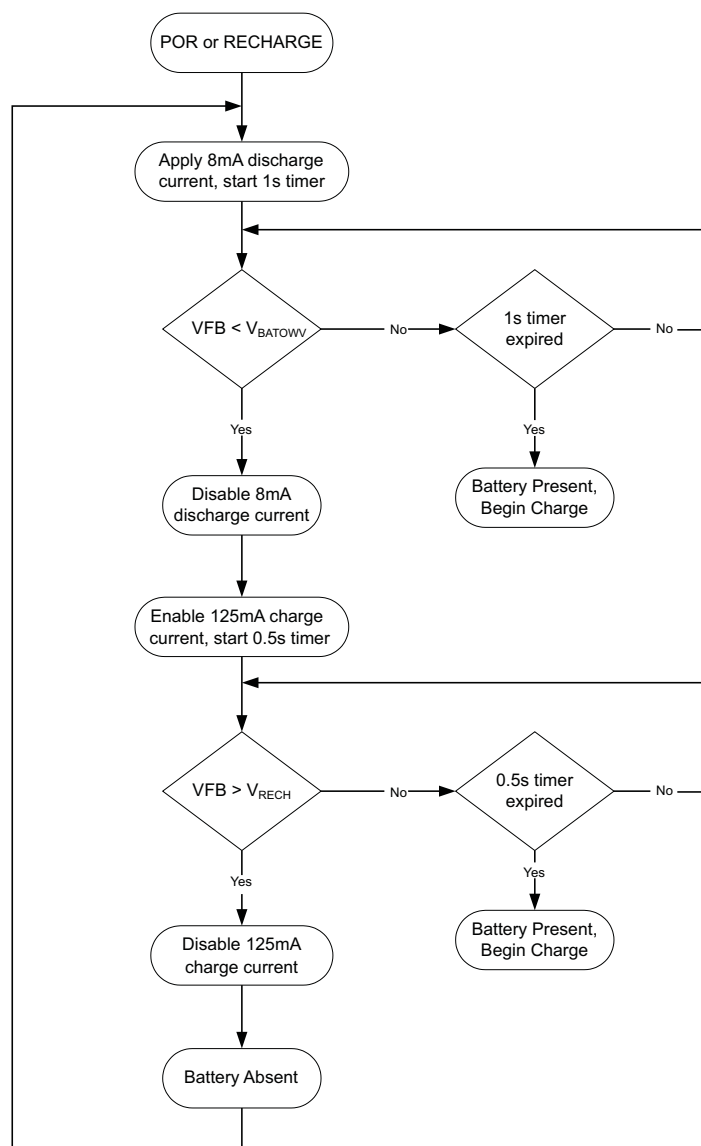 POR or RECHARGE
Apply 8mA discharge
current, start 1s timer
VFB < VBATOWV
No
1s timer
expired
No
Yes
Yes
Disable 8mA
discharge current
Battery Present,
Begin Charge
Enable 125mA charge
current, start 0.5s timer
VFB > VRECH
No
0.5s timer
expired
No
Yes
Yes
Disable 125mA
charge current
Battery Present,
Begin Charge
Battery Absent